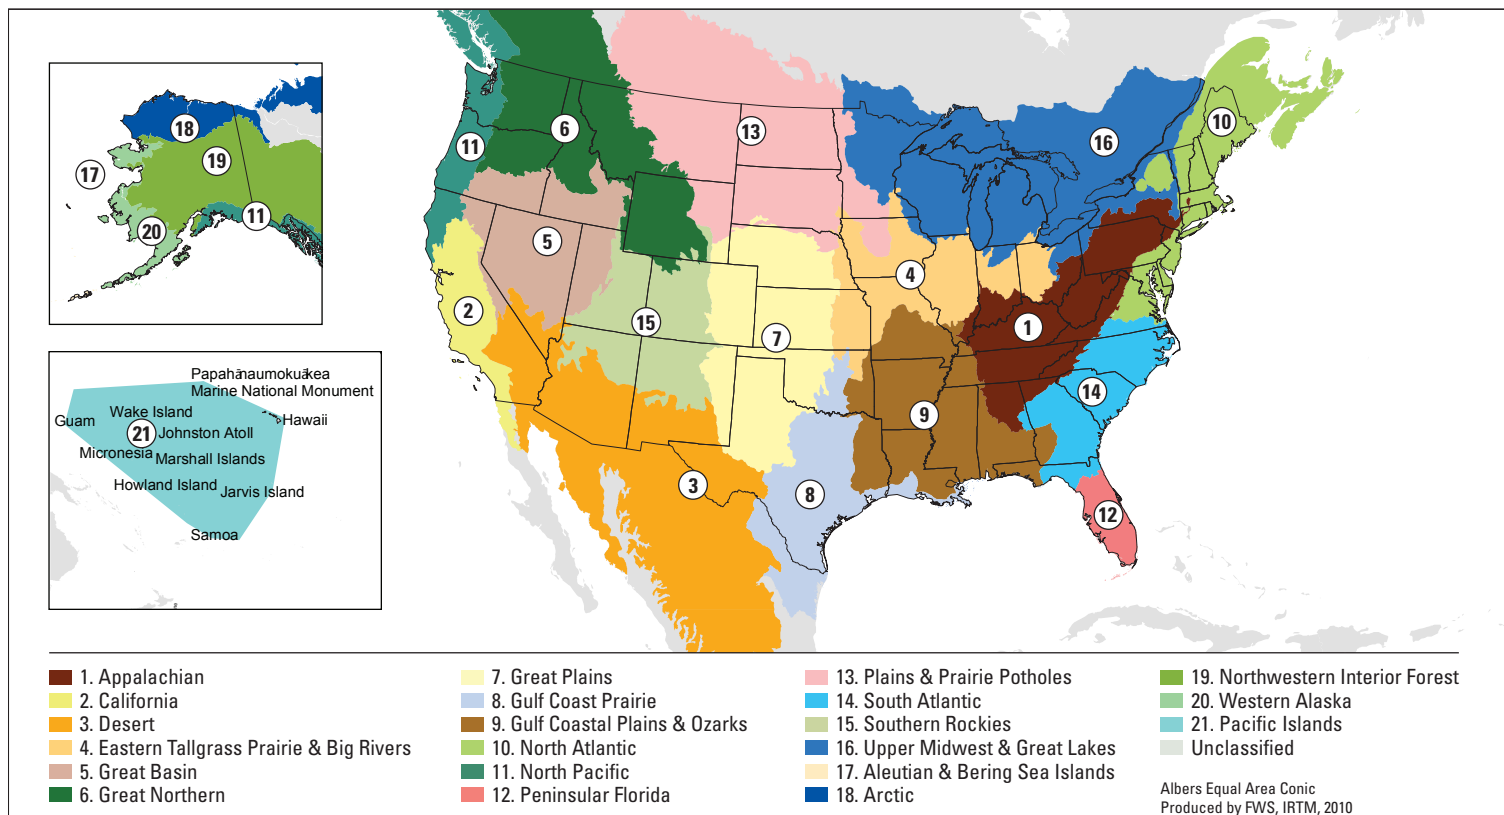 18
19
17
11
20
Papahānaumokuākea
Marine National Monument
Wake Island
Guam
Hawaii
21
Johnston Atoll
Micronesia
Marshall Islands
Howland Island
Jarvis Island
Samoa
6
13
10
11
16
5
4
2
15
1
7
14
9
3
8
12
1. Appalachian
2. California
3. Desert
4. Eastern Tallgrass Prairie & Big Rivers
5. Great Basin
6. Great Northern
7. Great Plains
8. Gulf Coast Prairie
9. Gulf Coastal Plains & Ozarks
10. North Atlantic
11. North Pacific
12. Peninsular Florida
13. Plains & Prairie Potholes
14. South Atlantic
15. Southern Rockies
16. Upper Midwest & Great Lakes
17. Aleutian & Bering Sea Islands
18. Arctic
19. Northwestern Interior Forest
20. Western Alaska
21. Pacific Islands
Unclassified
Albers Equal Area Conic
Produced by FWS, IRTM, 2010